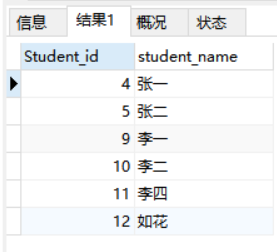 信息 结果1 概况 状态
Student_id student_name
4 张一
5 张二
9 李一
10 李二
11 李四
12 如花